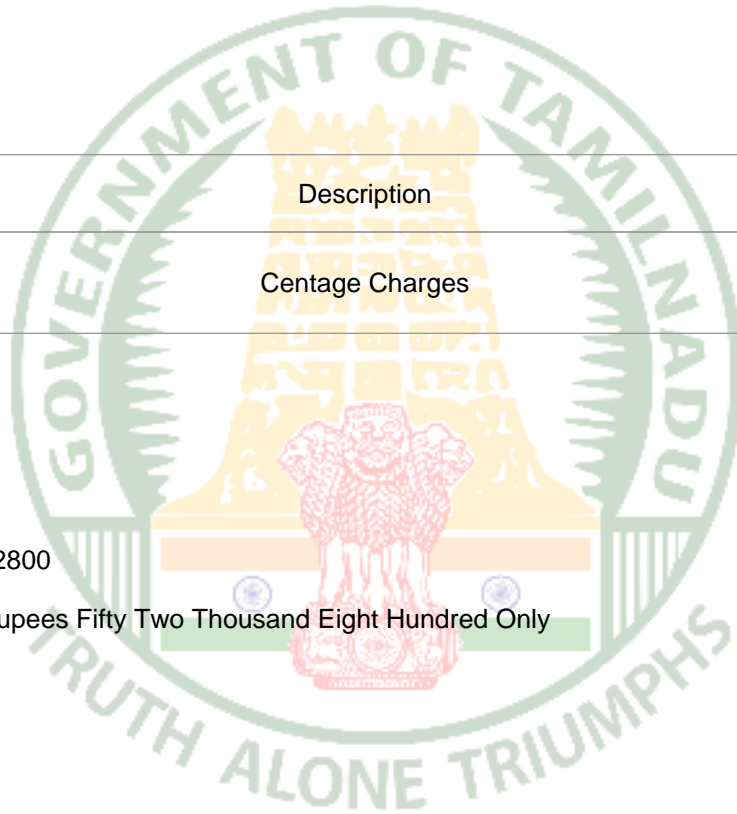 GOVERNMENT OF TAMILNADU
Description
Centage Charges
2800
upees Fifty Two Thousand Eight Hundred Only
TRUTH ALONE TRIUMPHS